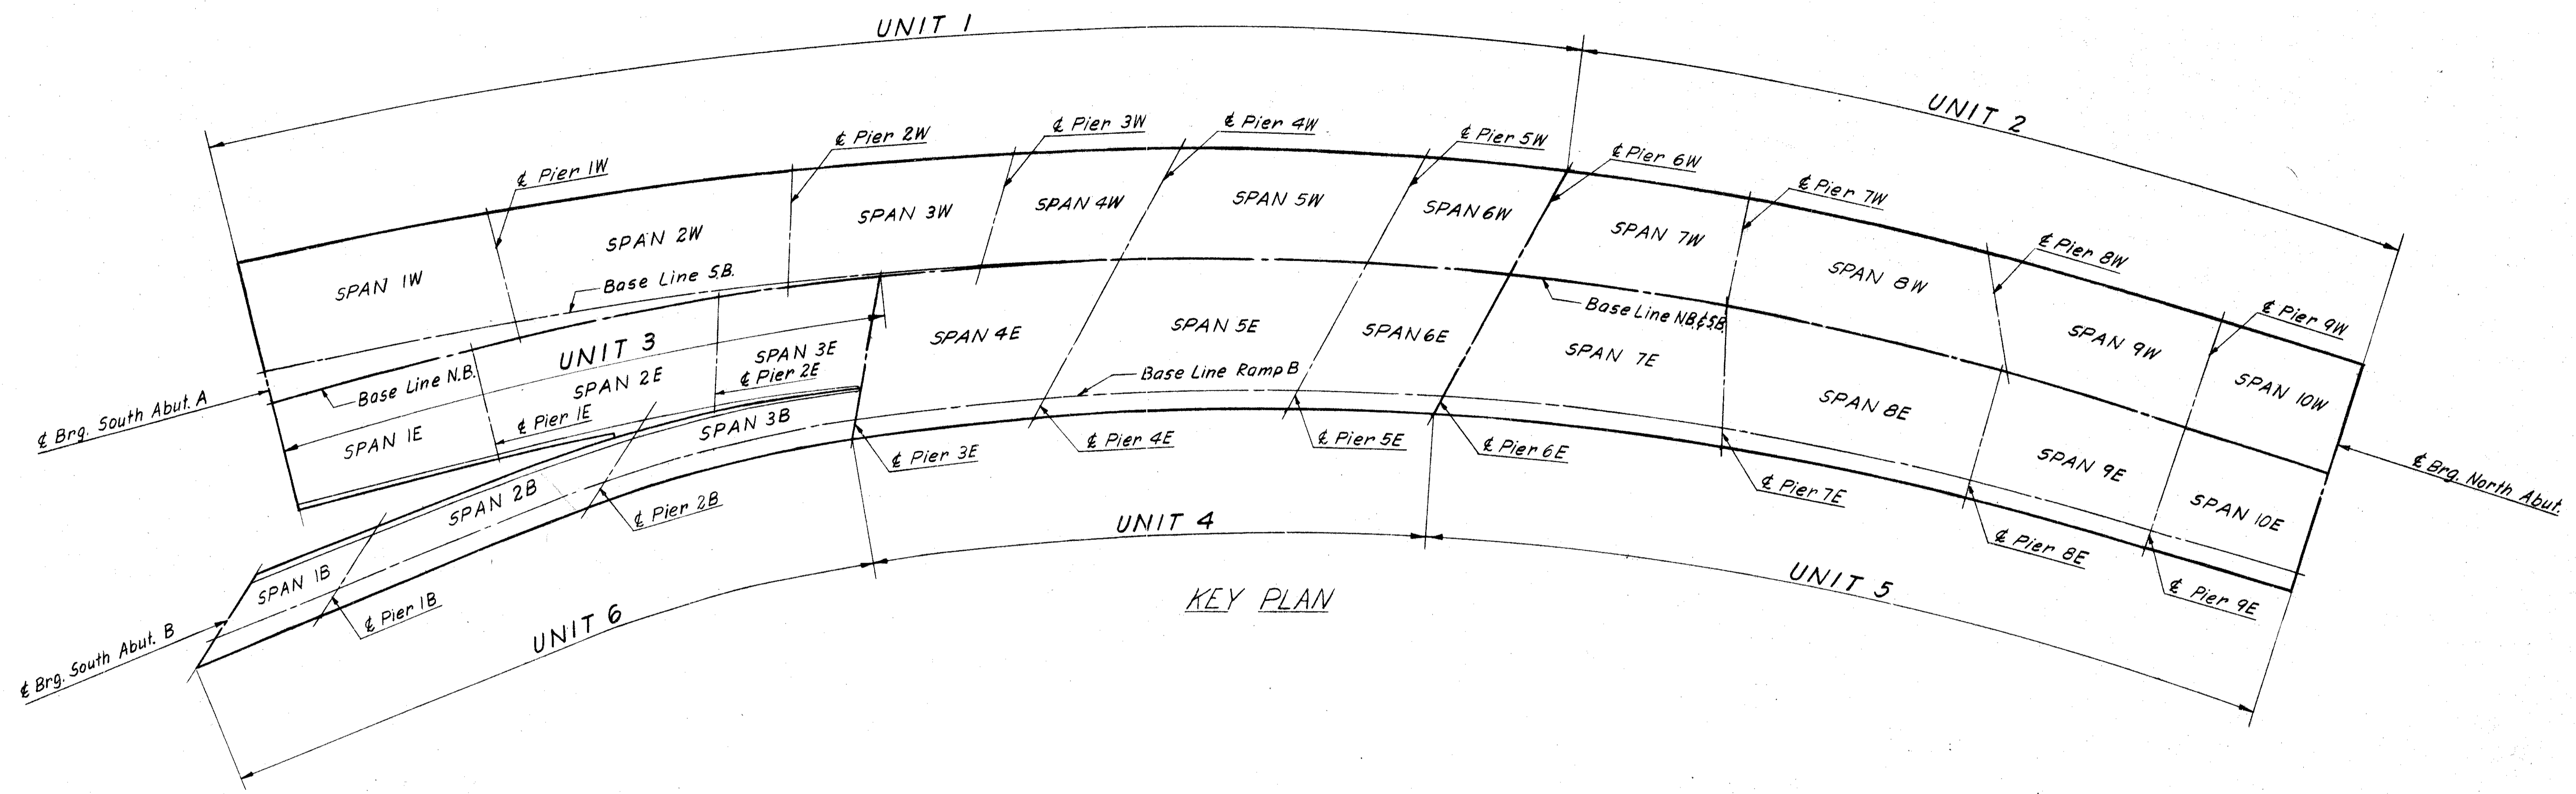 UNIT 1
UNIT 2
℄ Pier 1W
℄ Pier 2W
℄ Pier 3W
℄ Pier 4W
℄ Pier 5W
℄ Pier 6W
℄ Pier 7W
℄ Pier 8W
℄ Pier 9W
SPAN 1W
SPAN 2W
SPAN 3W
SPAN 4W
SPAN 5W
SPAN 6W
SPAN 7W
SPAN 8W
SPAN 9W
SPAN 10W
Base Line S.B.
Base Line N.B. & S.B.
UNIT 3
Base Line N.B.
℄ Brg. South Abut. A
SPAN 1E
SPAN 2E
SPAN 3E
SPAN 4E
SPAN 5E
SPAN 6E
SPAN 7E
SPAN 8E
SPAN 9E
SPAN 10E
℄ Pier 1E
℄ Pier 2E
Base Line Ramp B
℄ Brg. North Abut.
SPAN 1B
SPAN 2B
SPAN 3B
℄ Pier 1B
℄ Pier 2B
℄ Pier 3E
℄ Pier 4E
℄ Pier 5E
℄ Pier 6E
℄ Pier 7E
℄ Pier 8E
℄ Pier 9E
℄ Brg. South Abut. B
UNIT 6
UNIT 4
UNIT 5
KEY PLAN